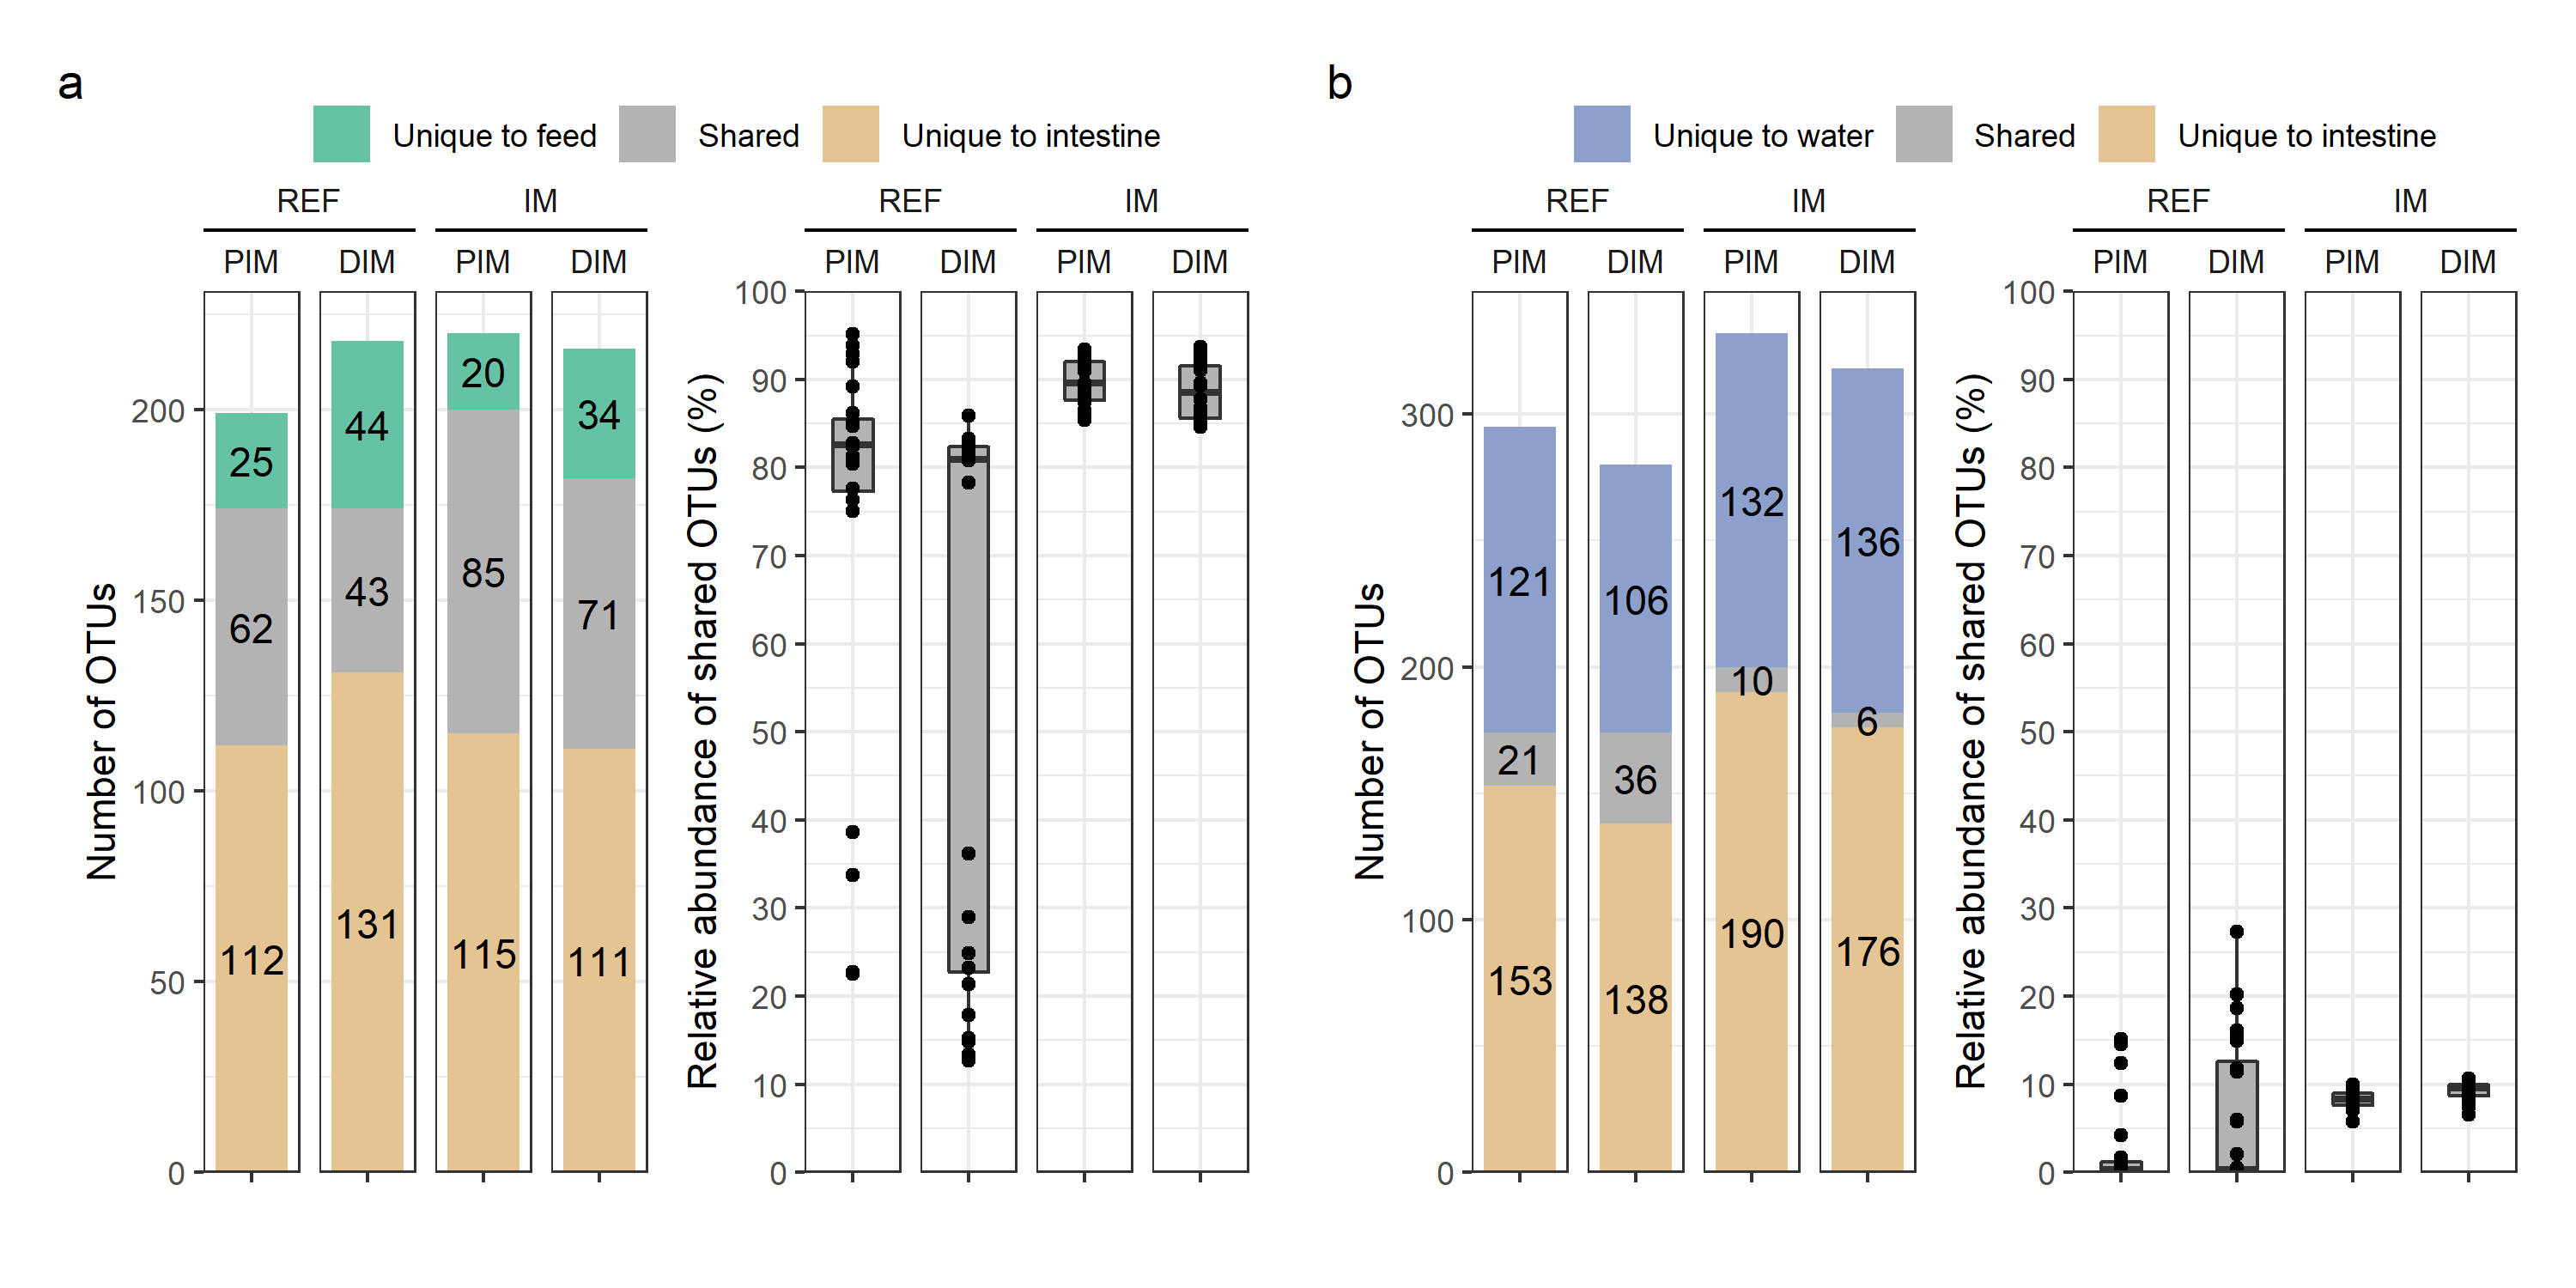 a
Unique to feed Shared Unique to intestine
REF IM
PIM DIM PIM DIM
Number of OTUs
200
150
100
50
0
25 44 20 34
62 43 85 71
112 131 115 111
REF IM
PIM DIM PIM DIM
Relative abundance of shared OTUs (%)
100
90
80
70
60
50
40
30
20
10
0
b
Unique to water Shared Unique to intestine
REF IM
PIM DIM PIM DIM
Number of OTUs
300
200
100
0
121 106 132 136
21 36 10 6
153 138 190 176
REF IM
PIM DIM PIM DIM
Relative abundance of shared OTUs (%)
100
90
80
70
60
50
40
30
20
10
0